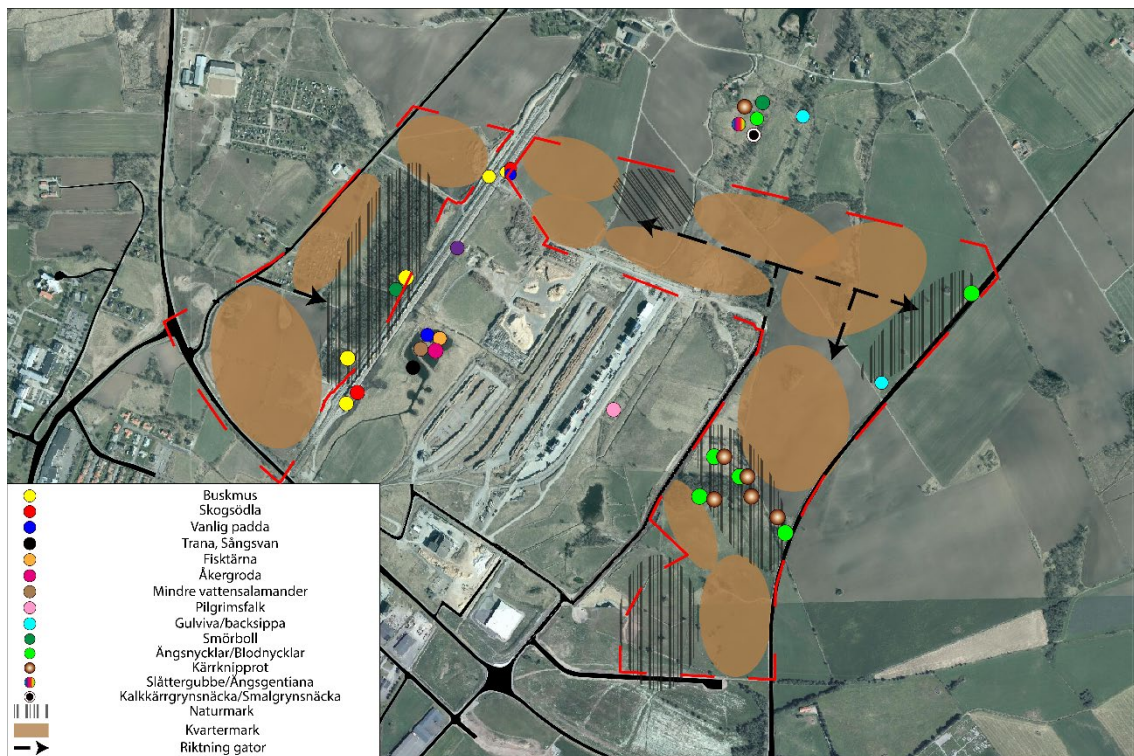 Buskmus
Skogsödla
Vanlig padda
Trana, Sångsvan
Fisktärna
Åkergroda
Mindre vattensalamander
Pilgrimsfalk
Gulviva/backsippa
Smörboll
Ängsnycklar/Blodnycklar
Kärrknipprot
Slåttergubbe/Ängsgentiana
Kalkkärrgrynsnäcka/Smalgrynsnäcka
Naturmark
Kvartermark
Riktning gator